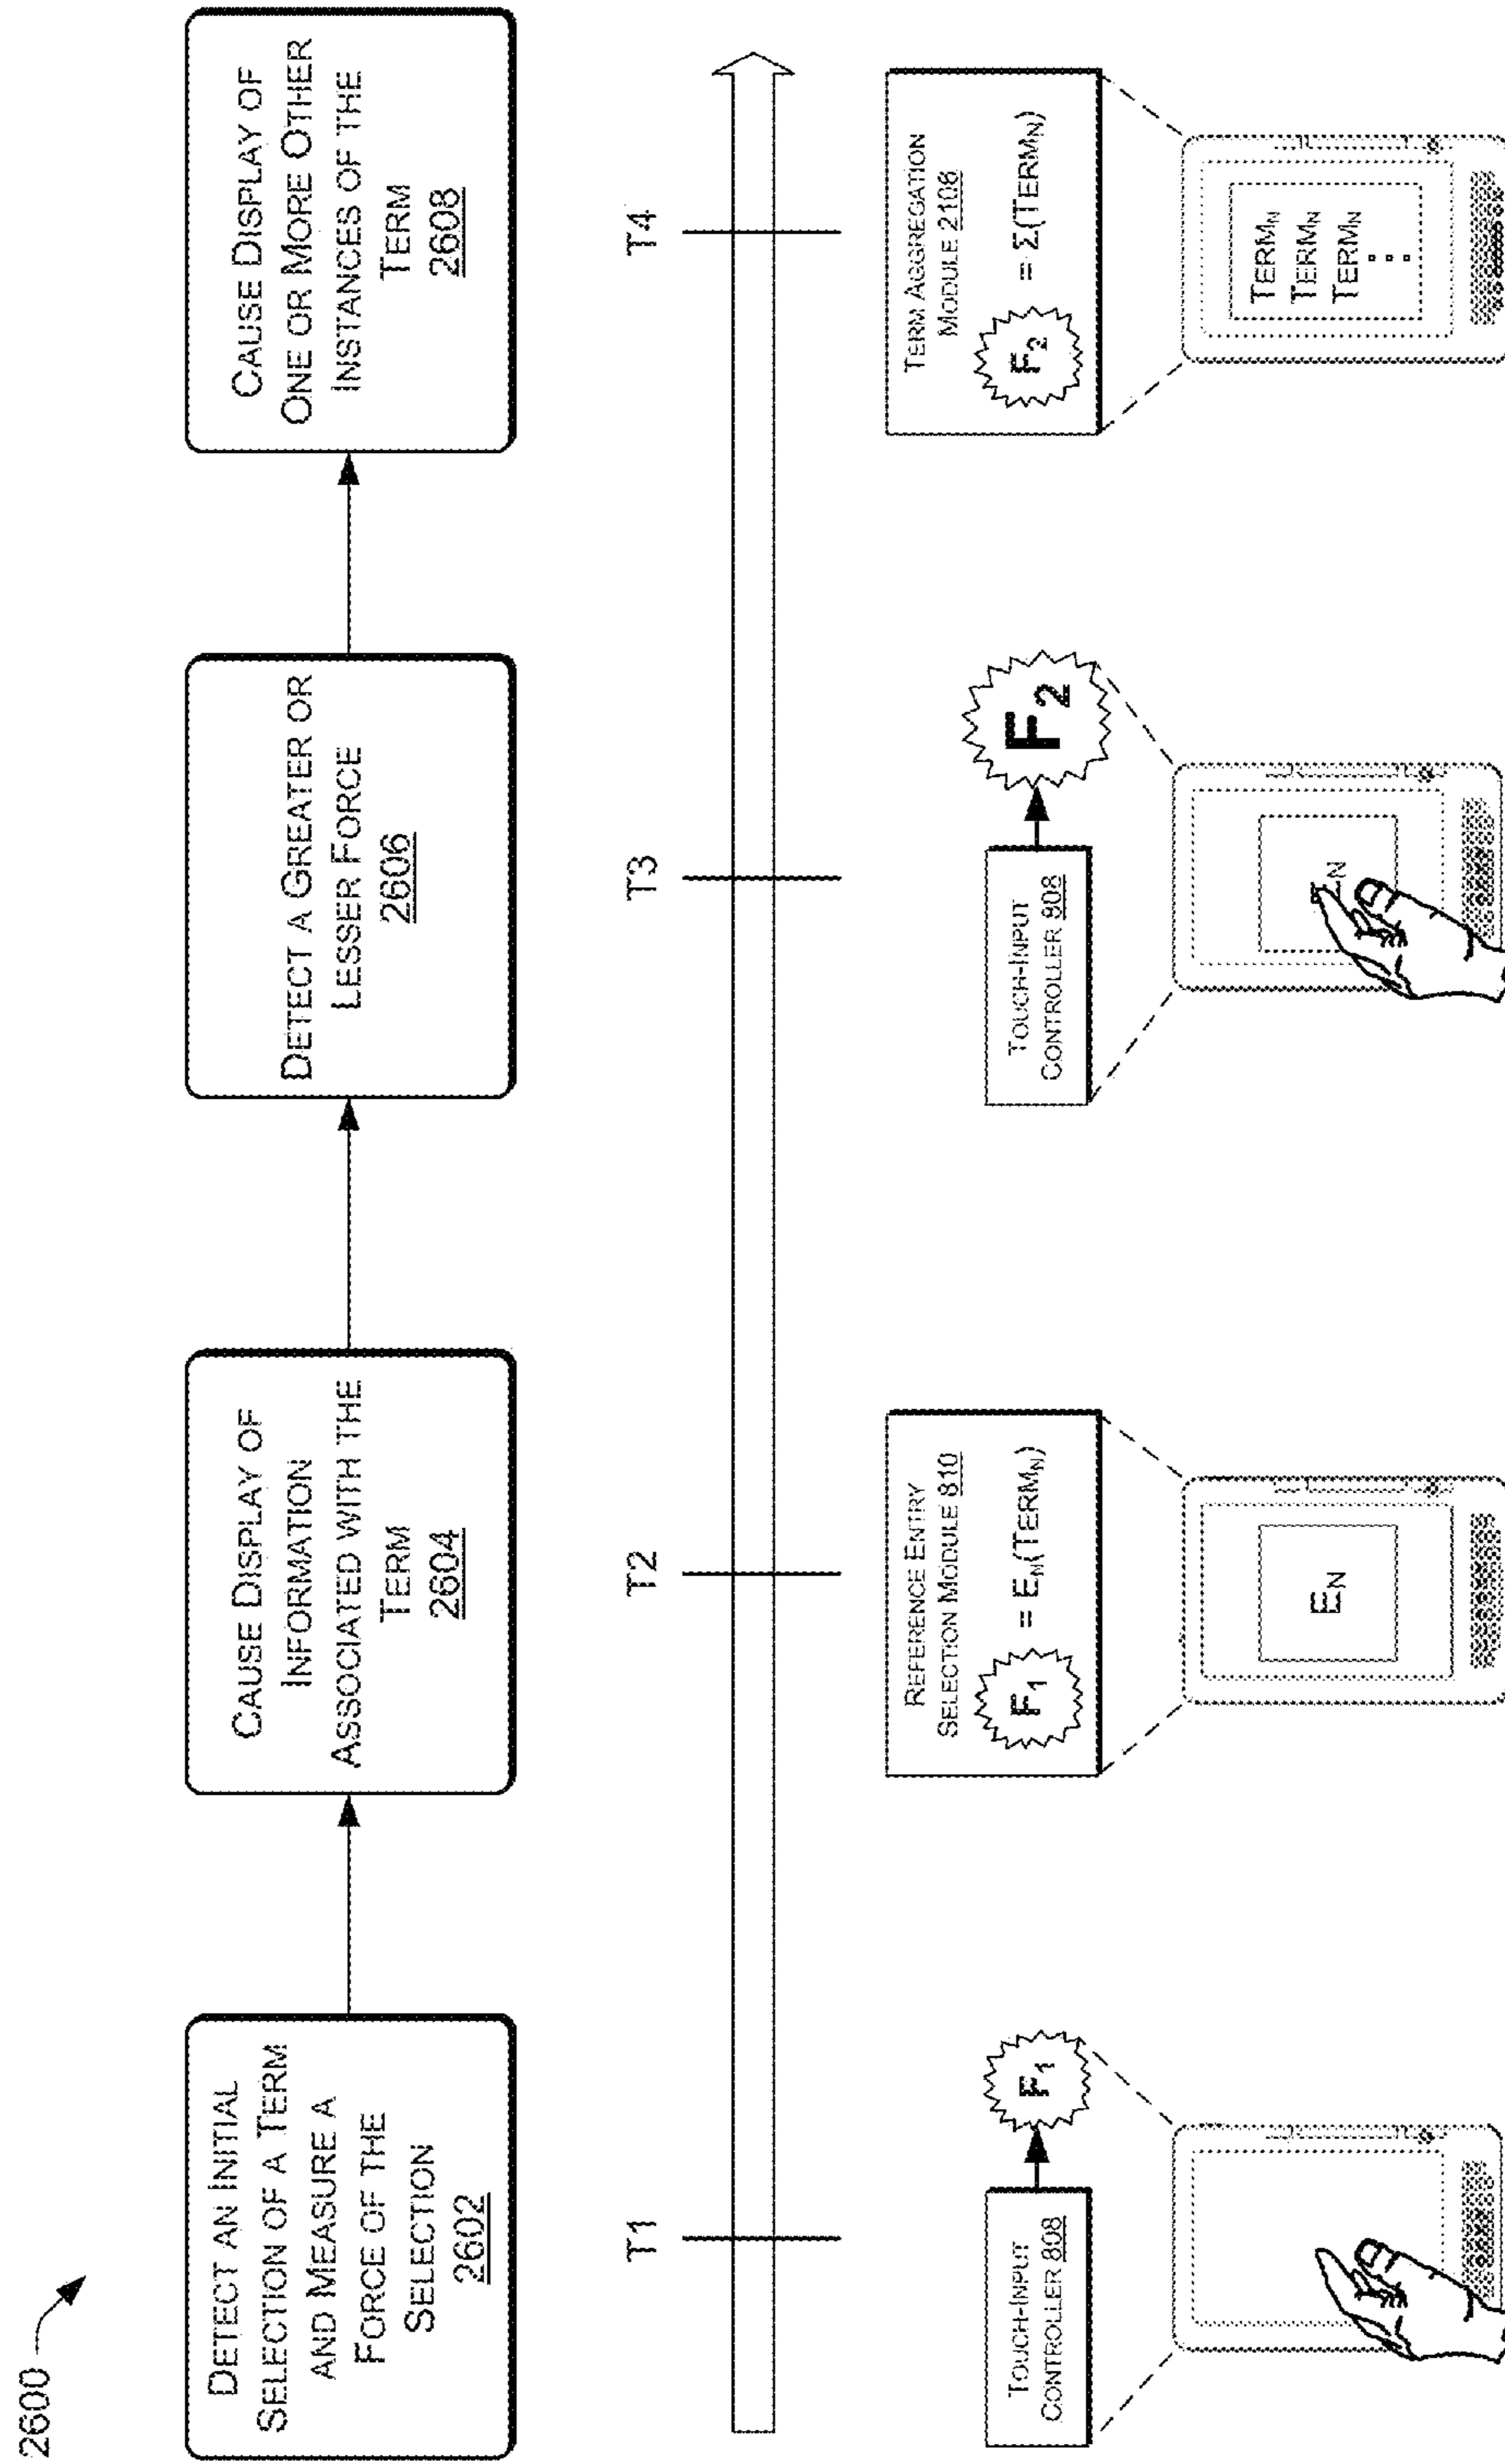 2600
DETECT AN INITIAL
SELECTION OF A TERM
AND MEASURE A
FORCE OF THE
SELECTION
2602
CAUSE DISPLAY OF
INFORMATION
ASSOCIATED WITH THE
TERM
2604
DETECT A GREATER OR
LESSER FORCE
2606
CAUSE DISPLAY OF
ONE OR MORE OTHER
INSTANCES OF THE
TERM
2608
T1
T2
T3
T4
TOUCH-INPUT
CONTROLLER 808
F1
REFERENCE ENTRY
SELECTION MODULE 810
F1 = EN(TERMN)
TOUCH-INPUT
CONTROLLER 808
F2
TERM AGGREGATION
MODULE 2108
F2 = Σ(TERMN)
EN
EN
TERMN
TERMN
TERMN